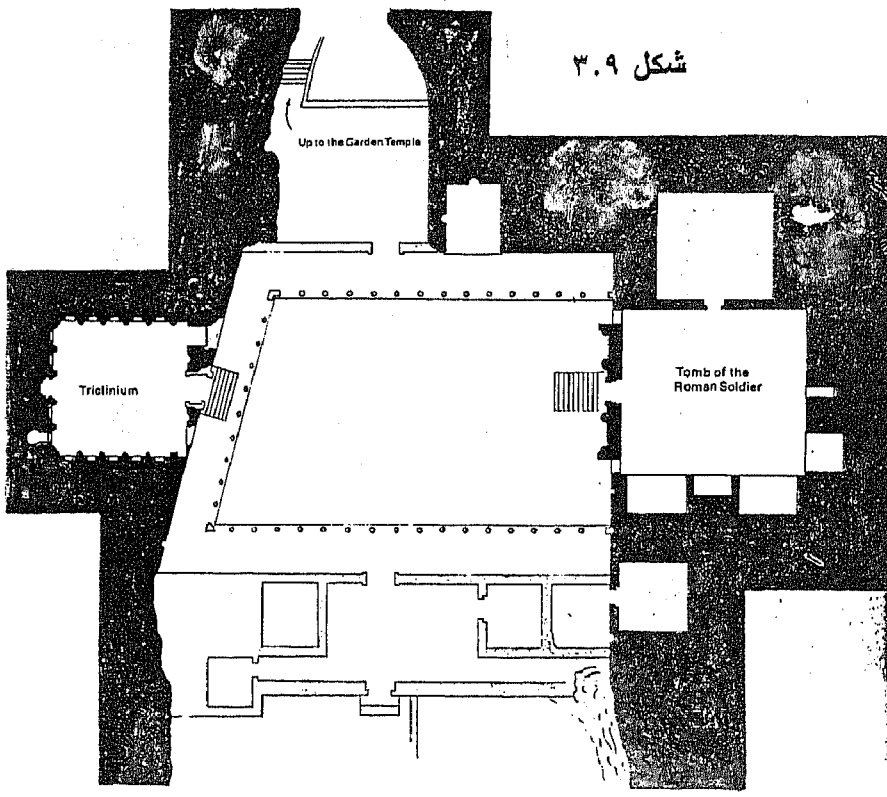 شكل ٣.٩
Up to the Garden Temple
Triclinium
Tomb of the
Roman Soldier